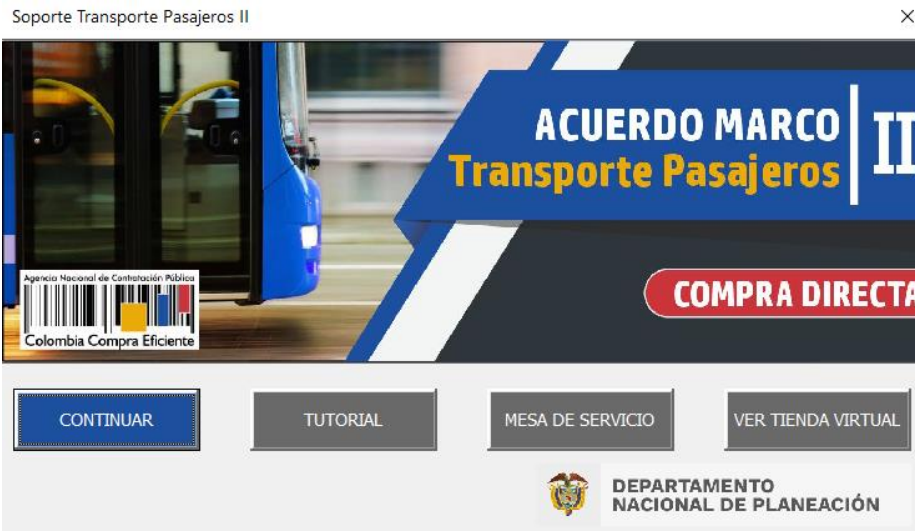 Soporte Transporte Pasajeros II
ACUERDO MARCO
Transporte Pasajeros
II
COMPRA DIRECTA
Agencia Nacional de Contratación Pública
Colombia Compra Eficiente
CONTINUAR
TUTORIAL
MESA DE SERVICIO
VER TIENDA VIRTUAL
DEPARTAMENTO
NACIONAL DE PLANEACIÓN